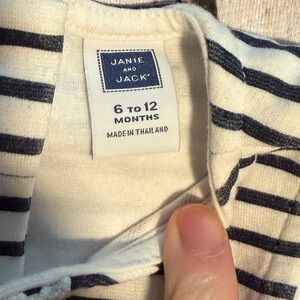 JANIE
AND
JACK®
6 TO 12
MONTHS
MADE IN THAILAND